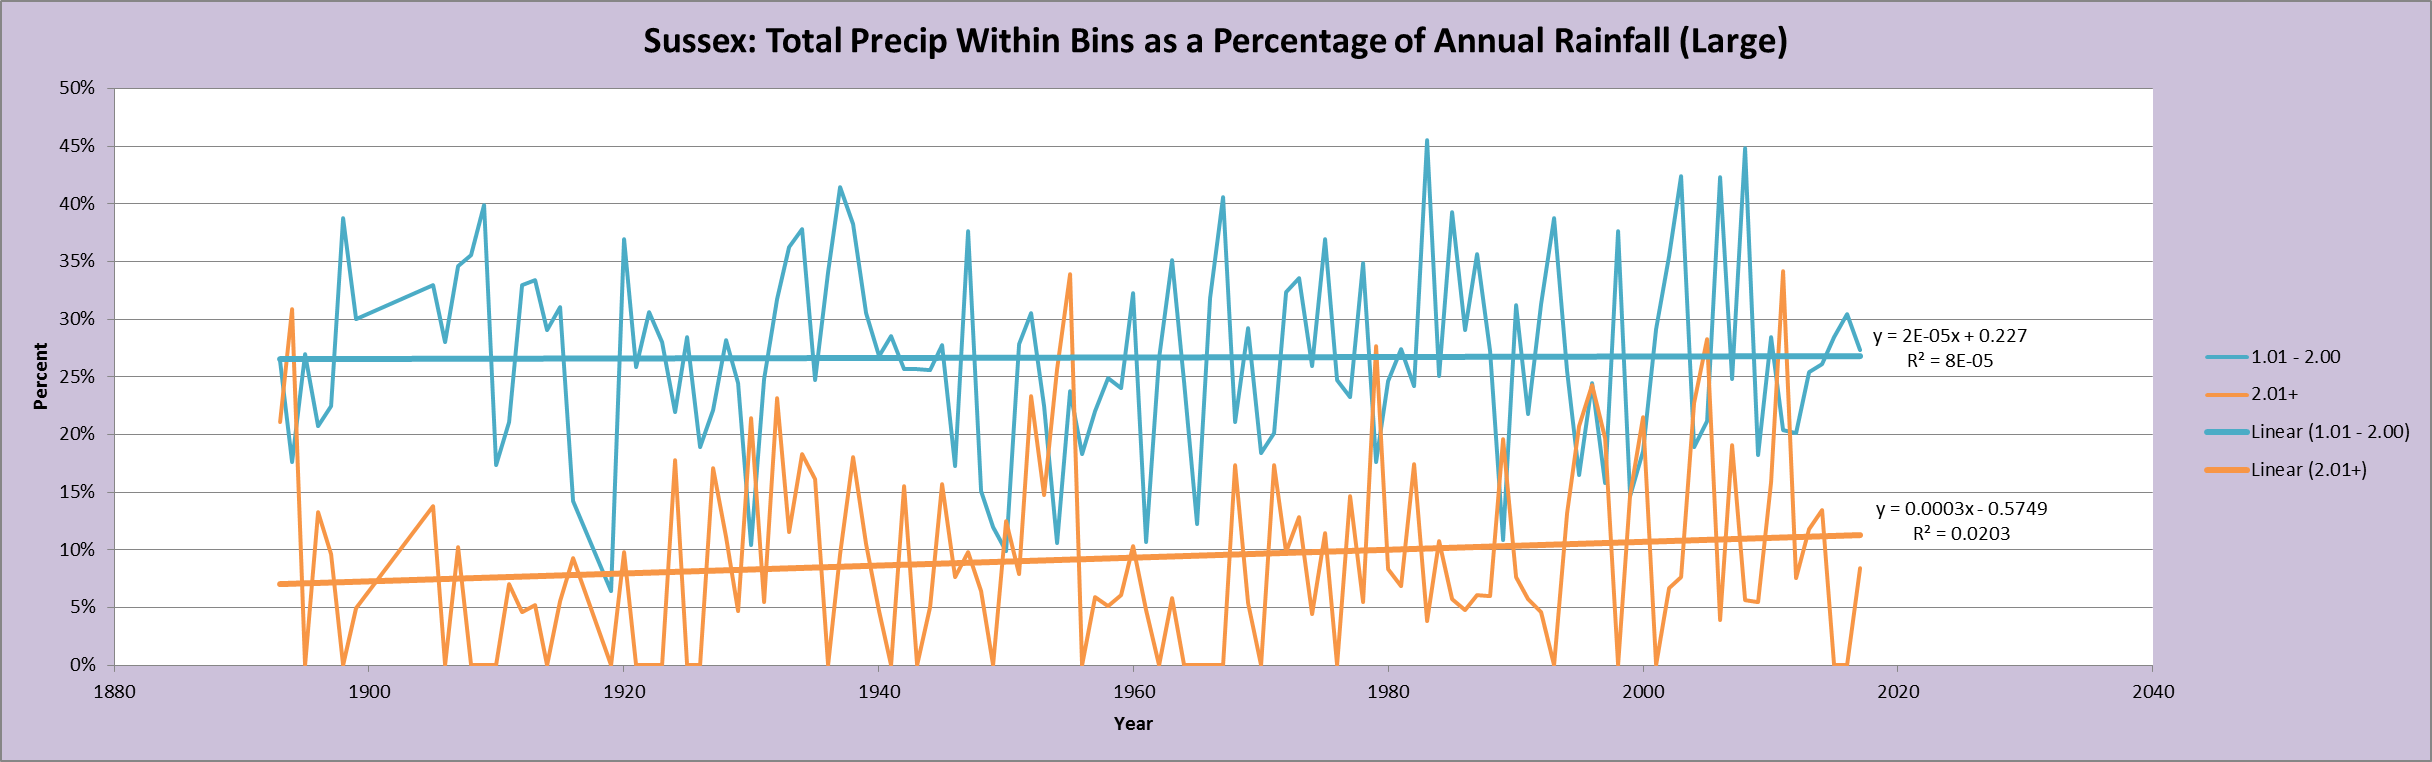 Sussex: Total Precip Within Bins as a Percentage of Annual Rainfall (Large)
50%
45%
40%
35%
30%
25%
20%
15%
10%
5%
0%
Percent
1880 1900 1920 1940 1960 1980 2000 2020 2040
Year
y = 2E-05x + 0.227
R² = 8E-05
y = 0.0003x - 0.5749
R² = 0.0203
1.01 - 2.00
2.01+
Linear (1.01 - 2.00)
Linear (2.01+)